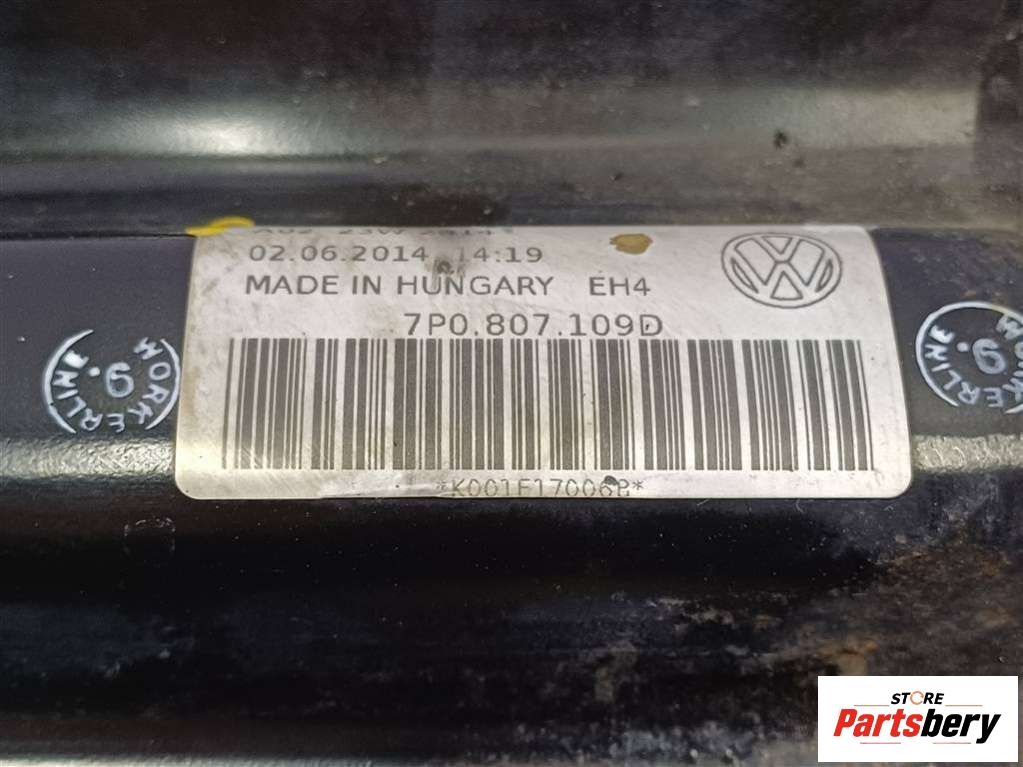 02.06.2014 14:19
MADE IN HUNGARY EH4
7P0.807.109D
WORKERLINE 9.
WORKERLINE 9.
STORE
Partsbery